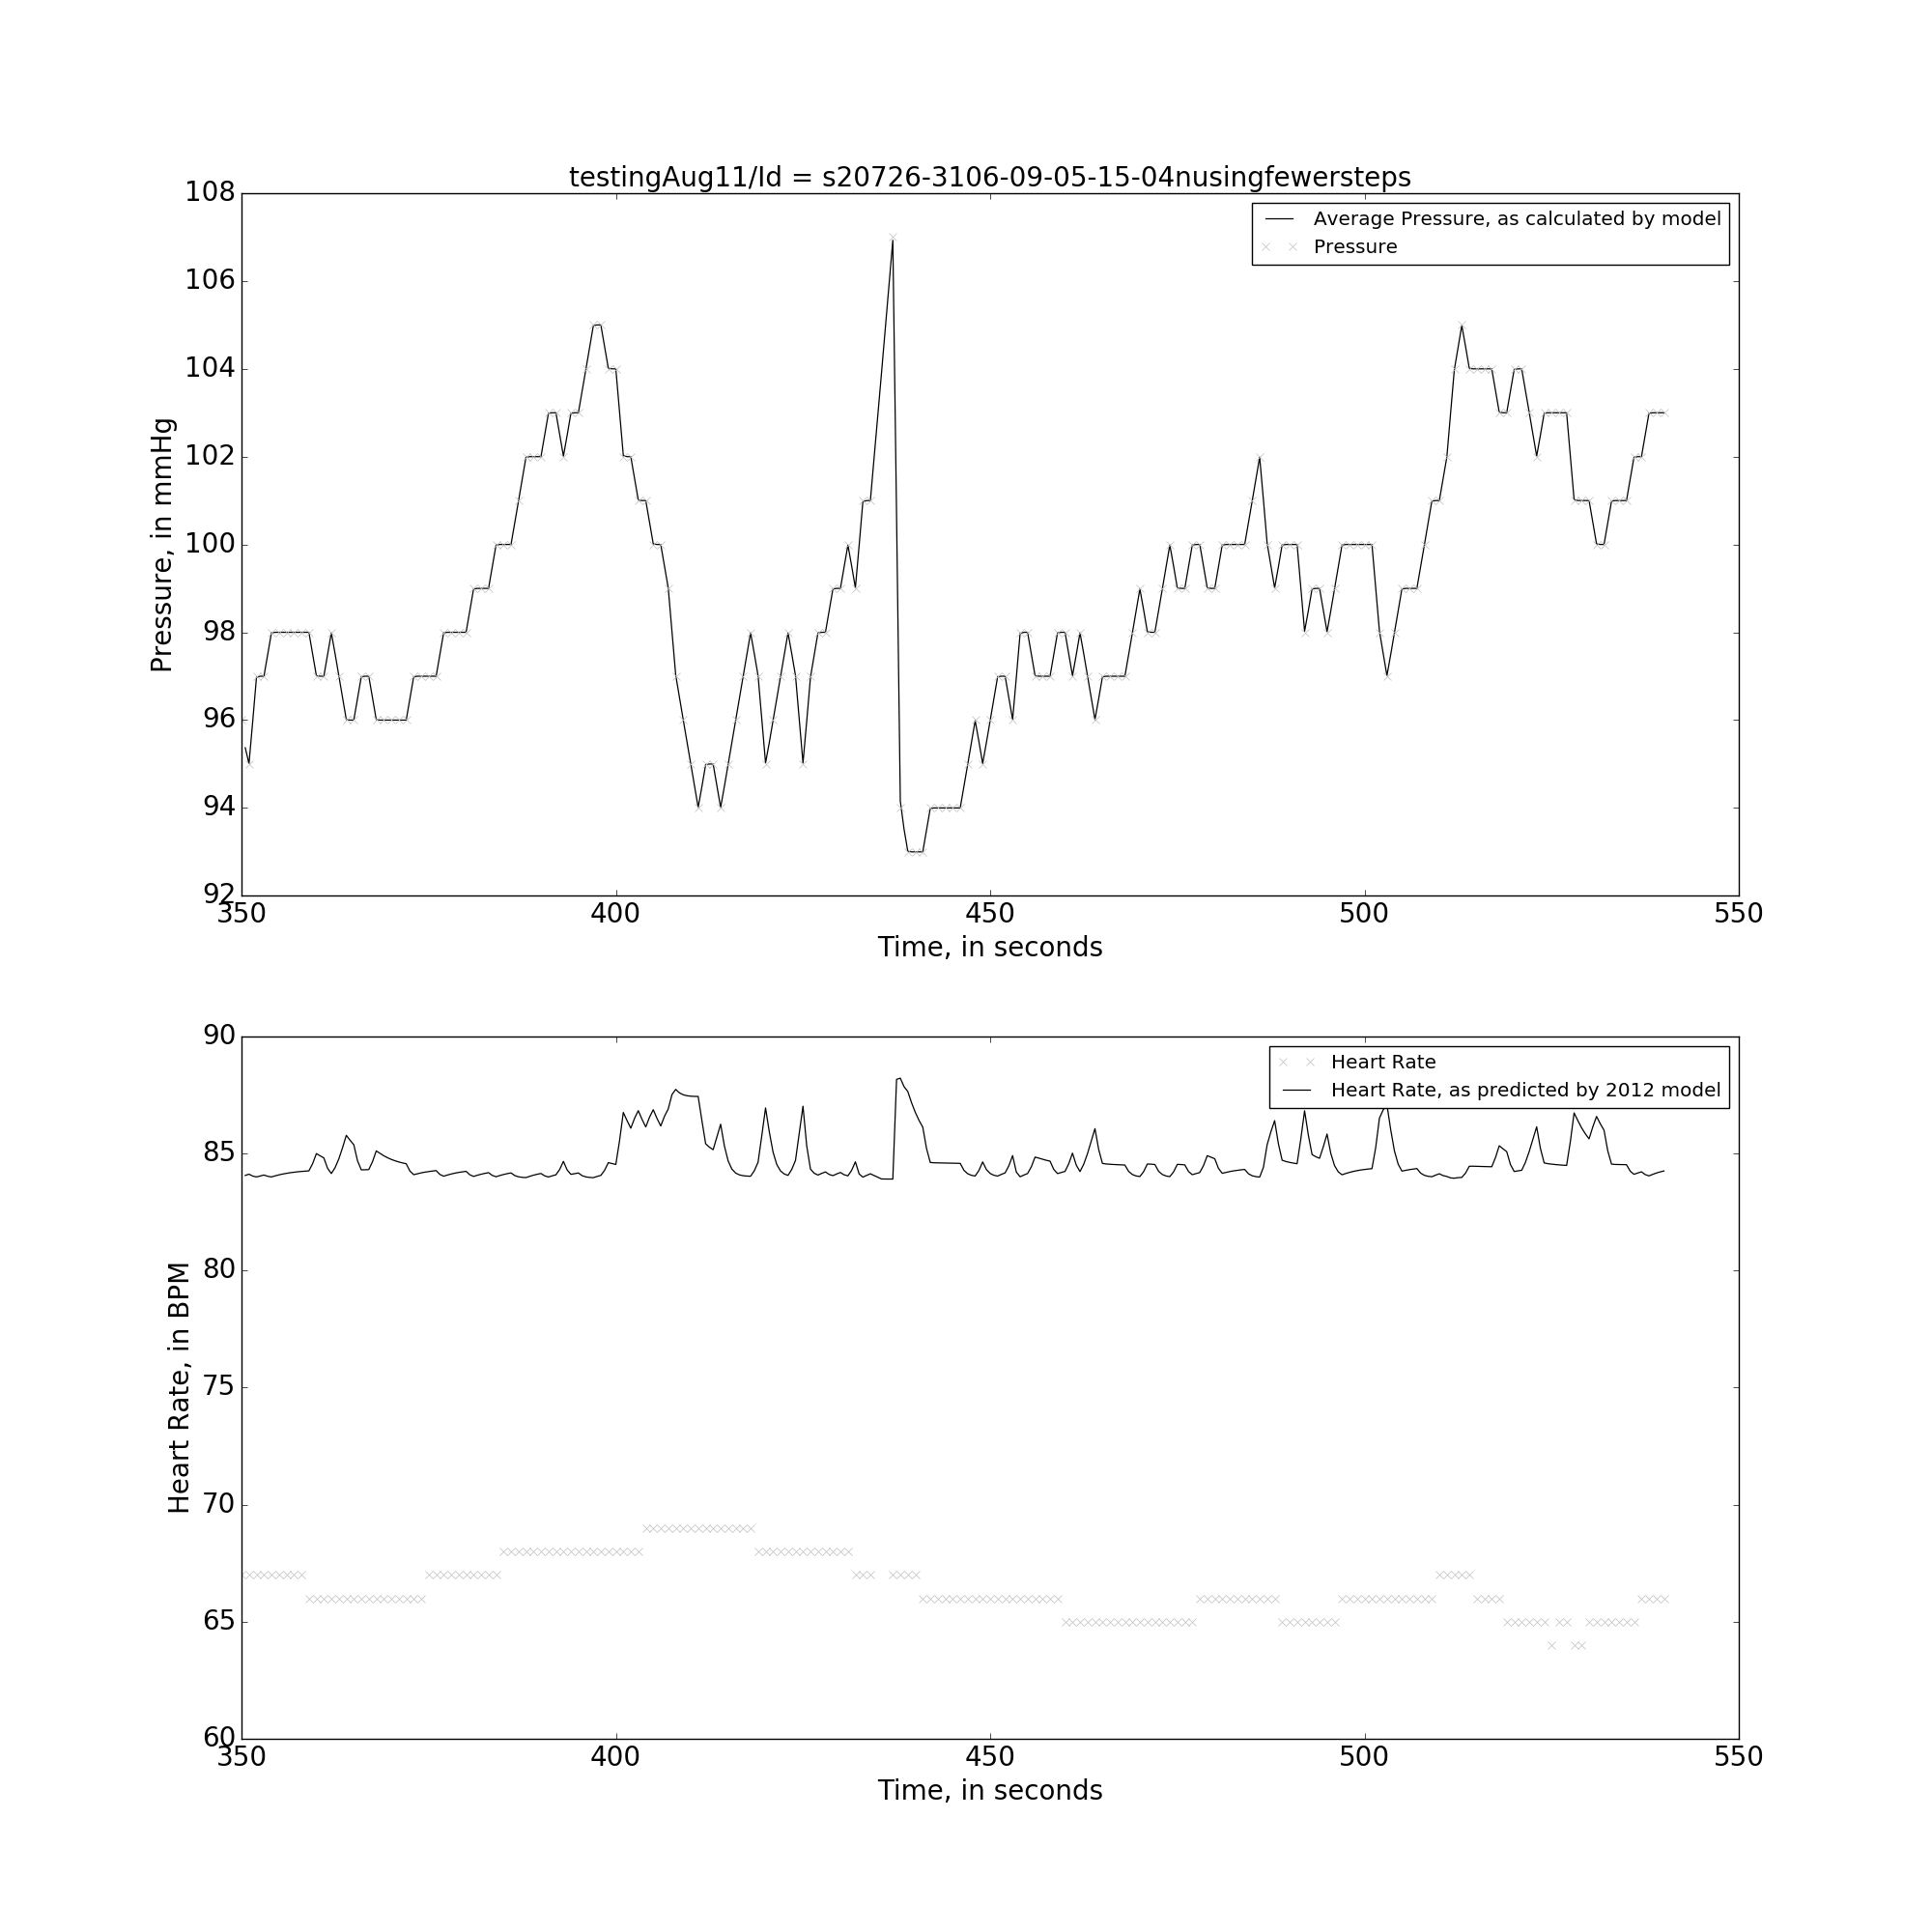 testingAug11/Id = s20726-3106-09-05-15-04nusingfewersteps
108
106
104
102
100
98
96
94
92
Pressure, in mmHg
Average Pressure, as calculated by model
Pressure
350 400 450 500 550
Time, in seconds
90
85
80
75
70
65
60
Heart Rate, in BPM
Heart Rate
Heart Rate, as predicted by 2012 model
350 400 450 500 550
Time, in seconds